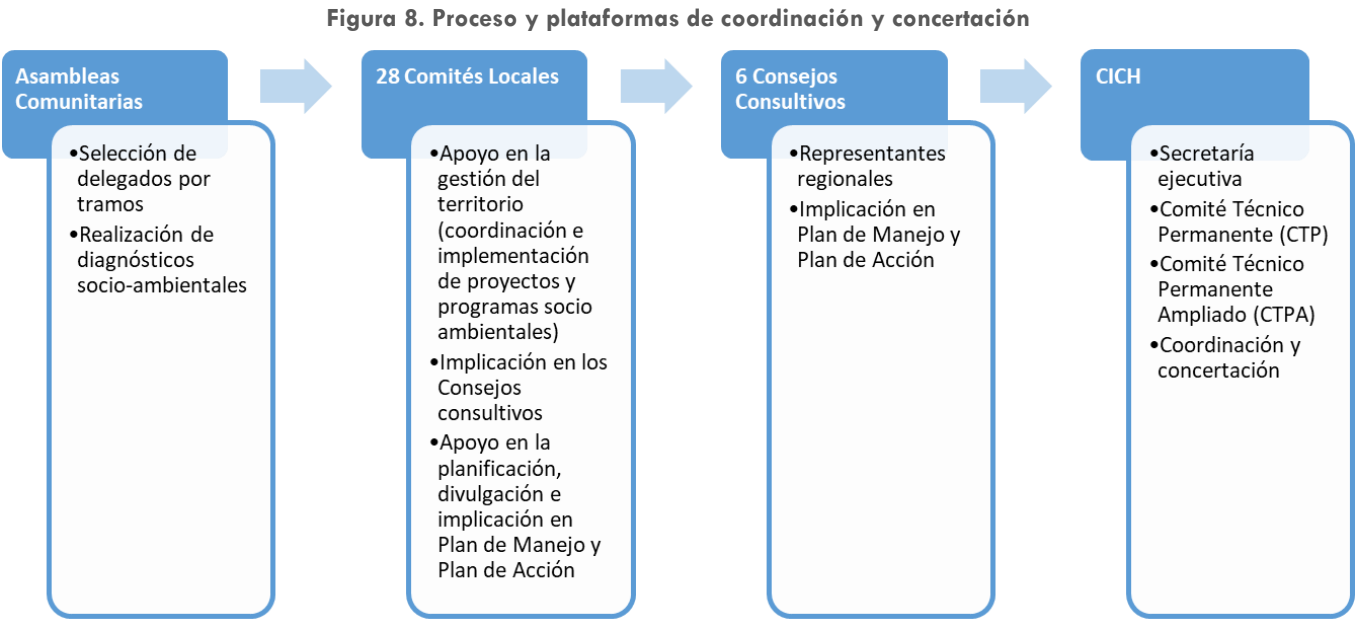 Figura 8. Proceso y plataformas de coordinación y concertación
Asambleas
Comunitarias
•Selección de
delegados por
tramos
•Realización de
diagnósticos
socio-ambientales
28 Comités Locales
•Apoyo en la
gestión del
territorio
(coordinación e
implementación
de proyectos y
programas socio
ambientales)
•Implicación en los
Consejos
consultivos
•Apoyo en la
planificación,
divulgación e
implicación en
Plan de Manejo y
Plan de Acción
6 Consejos
Consultivos
•Representantes
regionales
•Implicación en
Plan de Manejo y
Plan de Acción
CICH
•Secretaría
ejecutiva
•Comité Técnico
Permanente (CTP)
•Comité Técnico
Permanente
Ampliado (CTPA)
•Coordinación y
concertación